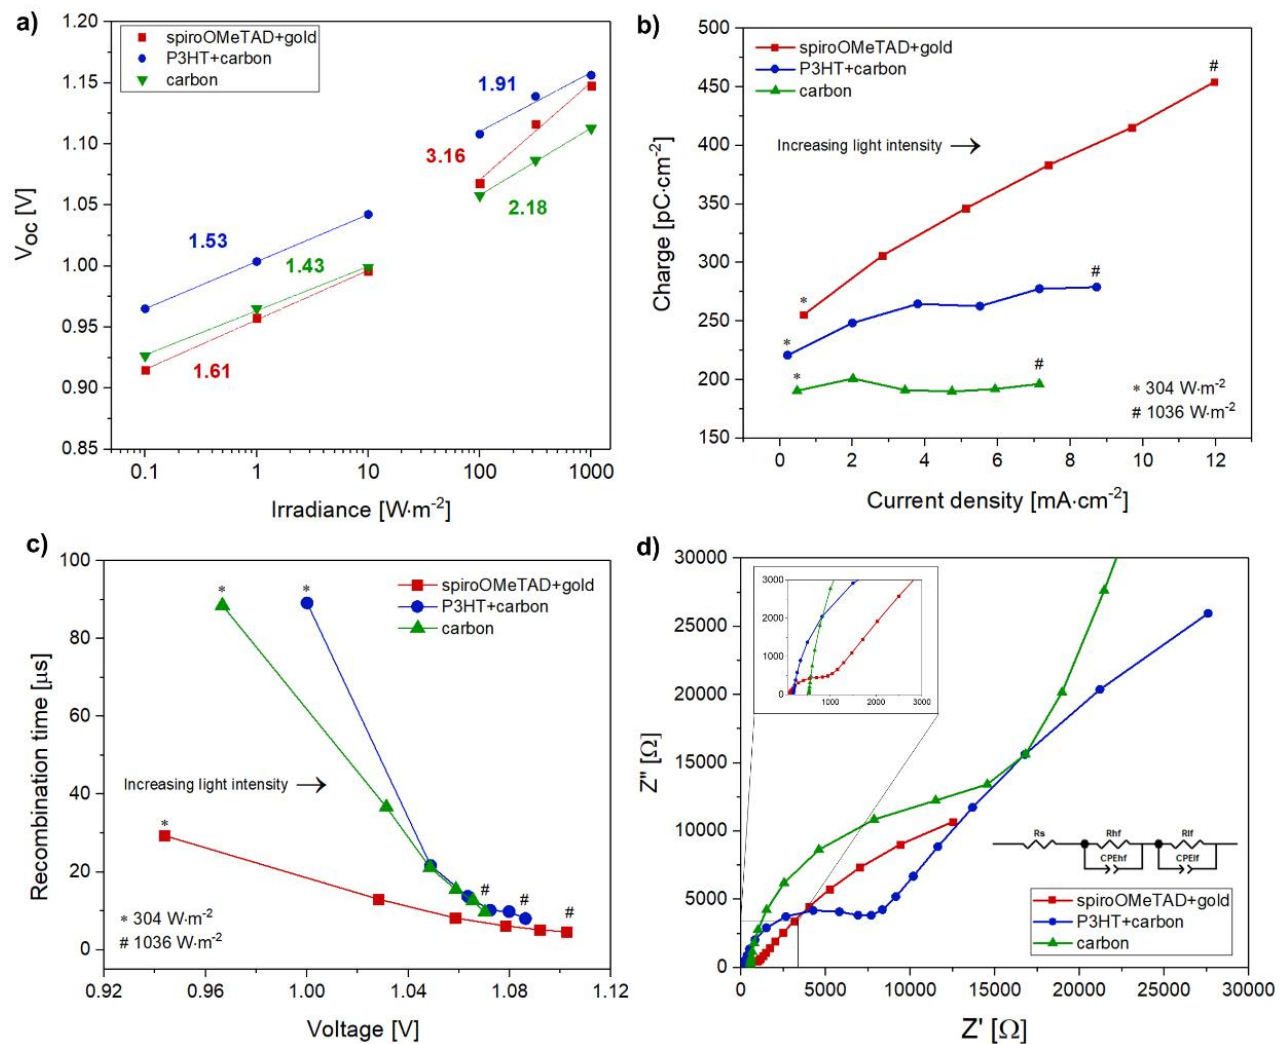 a)
1.20
1.15
1.10
1.05
1.00
0.95
0.90
0.85
V_OC [V]
spiroOMeTAD+gold
P3HT+carbon
carbon
1.91
3.16
2.18
1.53
1.43
1.61
0.1 1 10 100 1000
Irradiance [W·m⁻²]
b)
500
450
400
350
300
250
200
150
Charge [pC·cm⁻²]
spiroOMeTAD+gold
P3HT+carbon
carbon
#
Increasing light intensity →
#
*
*
*
#
* 304 W·m⁻²
# 1036 W·m⁻²
0 2 4 6 8 10 12
Current density [mA·cm⁻²]
c)
100
80
60
40
20
0
Recombination time [µs]
spiroOMeTAD+gold
P3HT+carbon
carbon
* *
Increasing light intensity →
*
# # #
* 304 W·m⁻²
# 1036 W·m⁻²
0.92 0.96 1.00 1.04 1.08 1.12
Voltage [V]
d)
30000
25000
20000
15000
10000
5000
0
Z'' [Ω]
3000
2000
1000
0
1000 2000 3000
Rs Rhf Rlf
CPEhf CPElf
spiroOMeTAD+gold
P3HT+carbon
carbon
0 5000 10000 15000 20000 25000 30000
Z' [Ω]